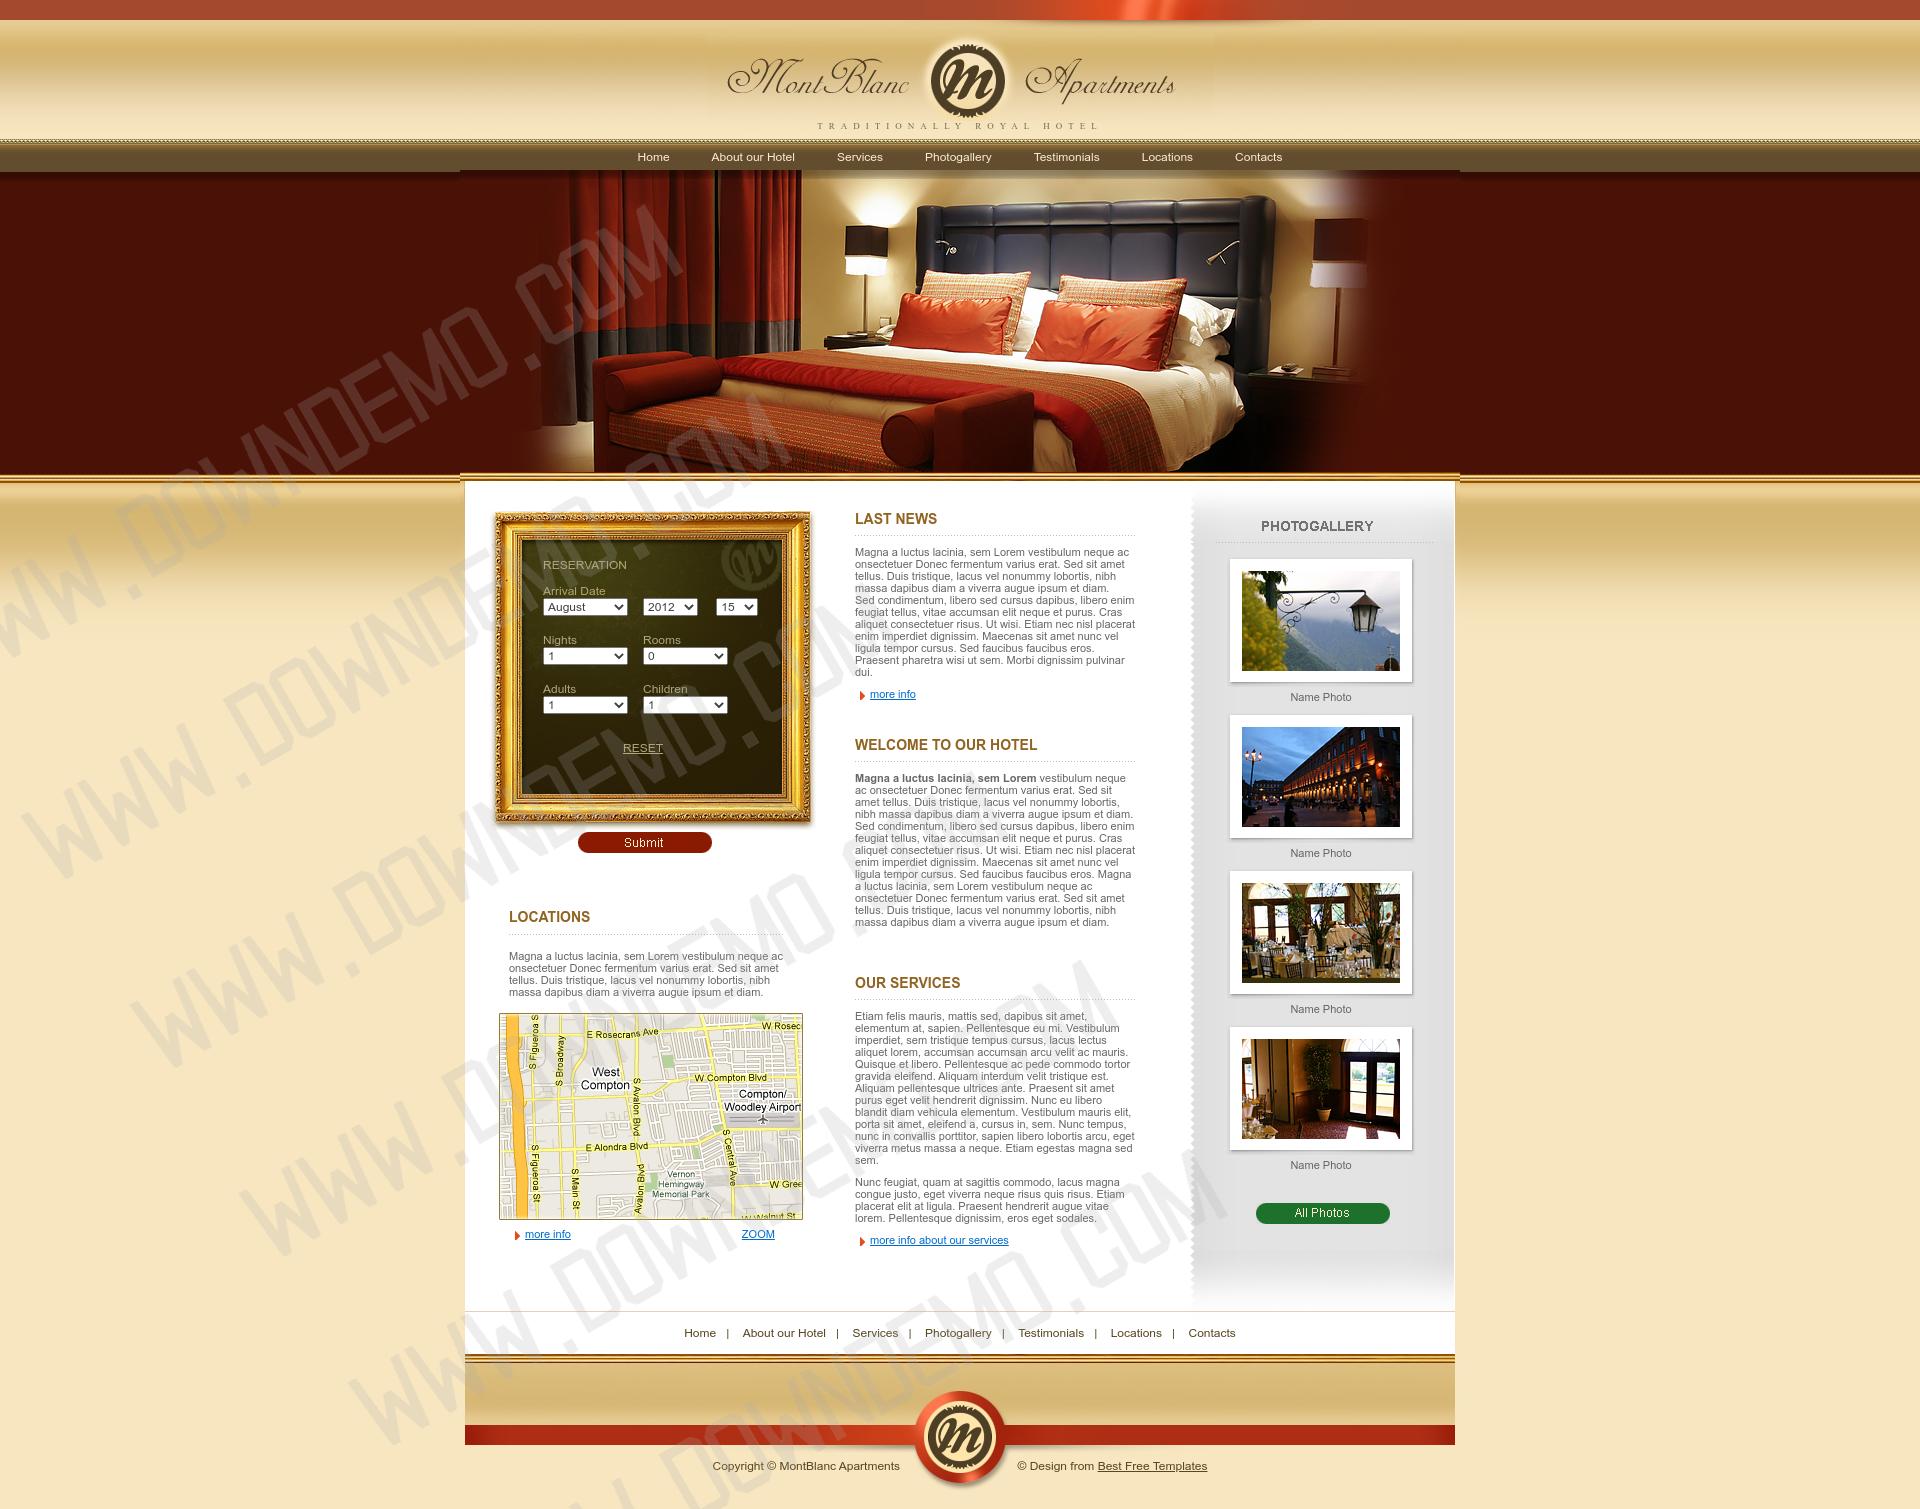 MontBlanc Apartments
TRADITIONALLY ROYAL HOTEL
Home About our Hotel Services Photogallery Testimonials Locations Contacts
RESERVATION
Arrival Date
August 2012 15
Nights Rooms
1 0
Adults Children
1 1
RESET
Submit
LOCATIONS
Magna a luctus lacinia, sem Lorem vestibulum neque ac
onsectetuer Donec fermentum varius erat. Sed sit amet
tellus. Duis tristique, lacus vel nonummy lobortis, nibh
massa dapibus diam a viverra augue ipsum et diam.
S Figueroa S
E Rosecrans Ave
W Rosec
S Broadway
West
Compton
S Avalon Blvd
W Compton Blvd
Compton/
Woodley Airport
E Alondra Blvd
S Central Ave
S Figueroa St
S Main St
Avalon Blvd
Vernon
Hemingway
Memorial Park
W Gree
W Walnut St
more info ZOOM
LAST NEWS
Magna a luctus lacinia, sem Lorem vestibulum neque ac
onsectetuer Donec fermentum varius erat. Sed sit amet
tellus. Duis tristique, lacus vel nonummy lobortis, nibh
massa dapibus diam a viverra augue ipsum et diam.
Sed condimentum, libero sed cursus dapibus, libero enim
feugiat tellus, vitae accumsan elit neque et purus. Cras
aliquet consectetuer risus. Ut wisi. Etiam nec nisl placerat
enim imperdiet dignissim. Maecenas sit amet nunc vel
ligula tempor cursus. Sed faucibus faucibus eros.
Praesent pharetra wisi ut sem. Morbi dignissim pulvinar
dui.
more info
WELCOME TO OUR HOTEL
Magna a luctus lacinia, sem Lorem vestibulum neque
ac onsectetuer Donec fermentum varius erat. Sed sit
amet tellus. Duis tristique, lacus vel nonummy lobortis,
nibh massa dapibus diam a viverra augue ipsum et diam.
Sed condimentum, libero sed cursus dapibus, libero enim
feugiat tellus, vitae accumsan elit neque et purus. Cras
aliquet consectetuer risus. Ut wisi. Etiam nec nisl placerat
enim imperdiet dignissim. Maecenas sit amet nunc vel
ligula tempor cursus. Sed faucibus faucibus eros. Magna
a luctus lacinia, sem Lorem vestibulum neque ac
onsectetuer Donec fermentum varius erat. Sed sit amet
tellus. Duis tristique, lacus vel nonummy lobortis, nibh
massa dapibus diam a viverra augue ipsum et diam.
OUR SERVICES
Etiam felis mauris, mattis sed, dapibus sit amet,
elementum at, sapien. Pellentesque eu mi. Vestibulum
imperdiet, sem tristique tempus cursus, lacus lectus
aliquet lorem, accumsan accumsan arcu velit ac mauris.
Quisque et libero. Pellentesque ac pede commodo tortor
gravida eleifend. Aliquam interdum velit tristique est.
Aliquam pellentesque ultrices ante. Praesent sit amet
purus eget velit hendrerit dignissim. Nunc eu libero
blandit diam vehicula elementum. Vestibulum mauris elit,
porta sit amet, eleifend a, cursus in, sem. Nunc tempus,
nunc in convallis porttitor, sapien libero lobortis arcu, eget
viverra metus massa a neque. Etiam egestas magna sed
sem.
Nunc feugiat, quam at sagittis commodo, lacus magna
congue justo, eget viverra neque risus quis risus. Etiam
placerat elit at ligula. Praesent hendrerit augue vitae
lorem. Pellentesque dignissim, eros eget sodales.
more info about our services
PHOTOGALLERY
Name Photo
Name Photo
Name Photo
Name Photo
All Photos
Home | About our Hotel | Services | Photogallery | Testimonials | Locations | Contacts
m
Copyright © MontBlanc Apartments © Design from Best Free Templates
WWW.DOWNDEMO.COM
WWW.DOWNDEMO.COM
WWW.DOWNDEMO.COM
WWW.DOWNDEMO.COM
WWW.DOWNDEMO.COM